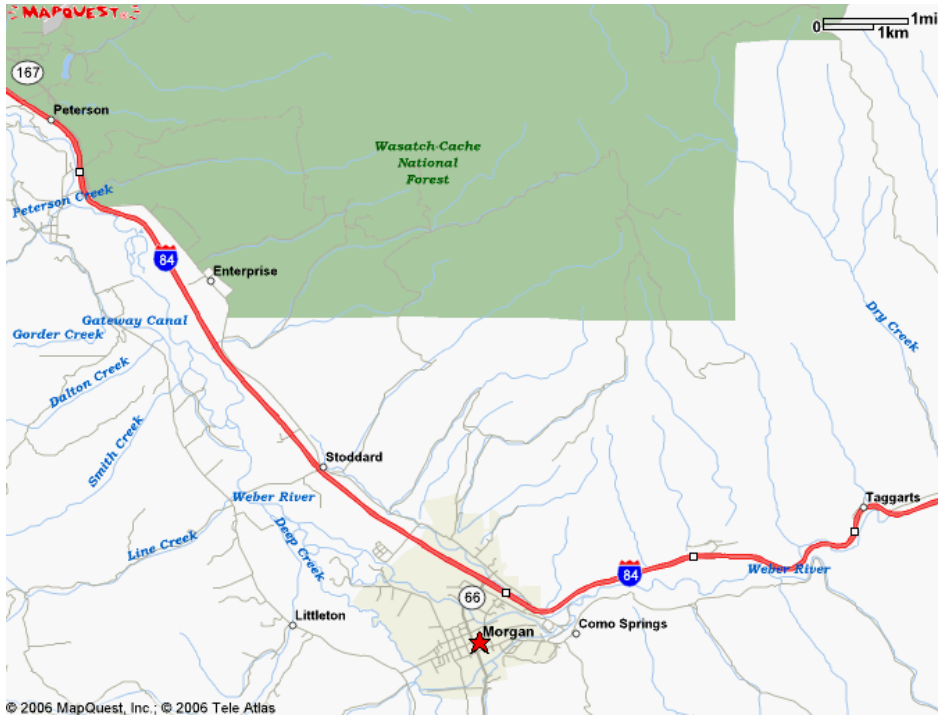 MAPQUEST
0
1mi
1km
167
Peterson
Wasatch-Cache
National
Forest
Peterson Creek
84
Enterprise
Gateway Canal
Gorder Creek
Dry Creek
Dalton Creek
Smith Creek
Stoddard
Weber River
Taggarts
Deep Creek
Line Creek
Weber River
84
66
Littleton
Morgan
Como Springs
© 2006 MapQuest, Inc.; © 2006 Tele Atlas